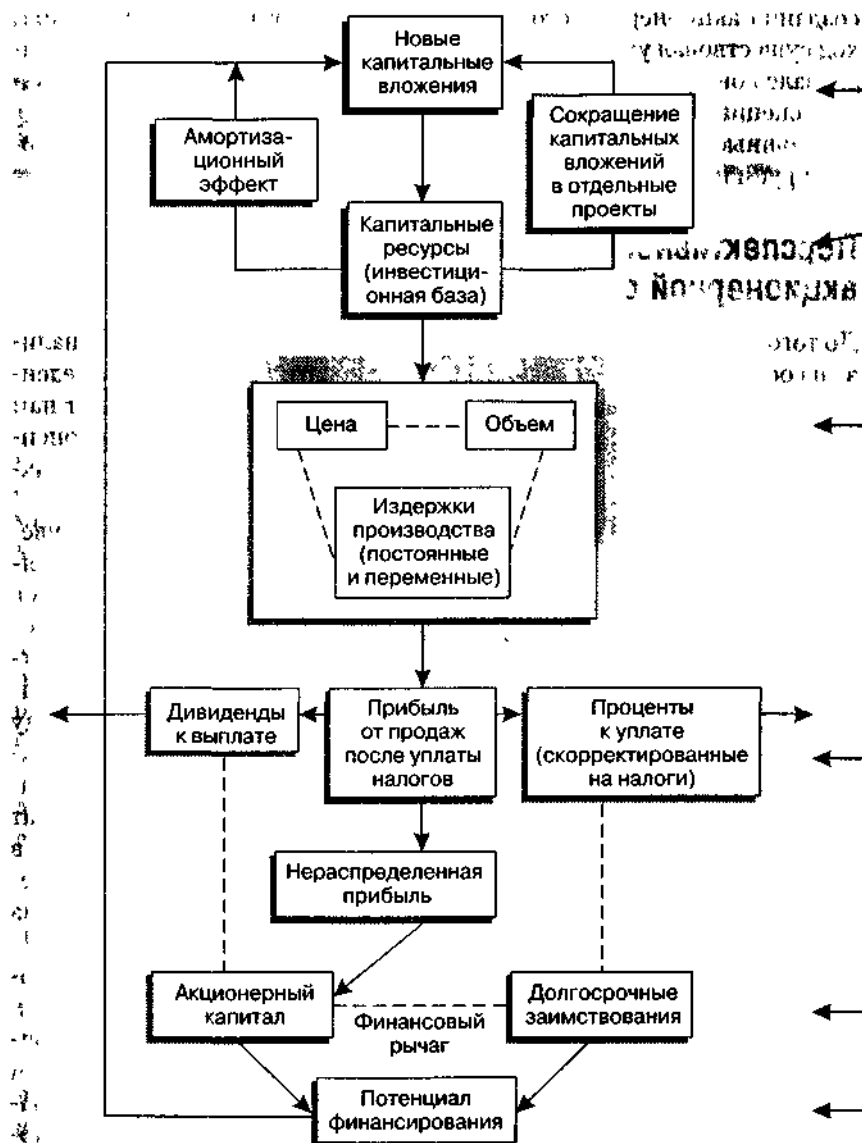 Новые
капитальные
вложения
Амортиза-
ционный
эффект
Сокращение
капитальных
вложений
в отдельные
проекты
Капитальные
ресурсы
(инвестици-
онная база)
Цена
Объем
Издержки
производства
(постоянные
и переменные)
Дивиденды
к выплате
Прибыль
от продаж
после уплаты
налогов
Проценты
к уплате
(скорректированные
на налоги)
Нераспределенная
прибыль
Акционерный
капитал
Финансовый
рычаг
Долгосрочные
заимствования
Потенциал
финансирования